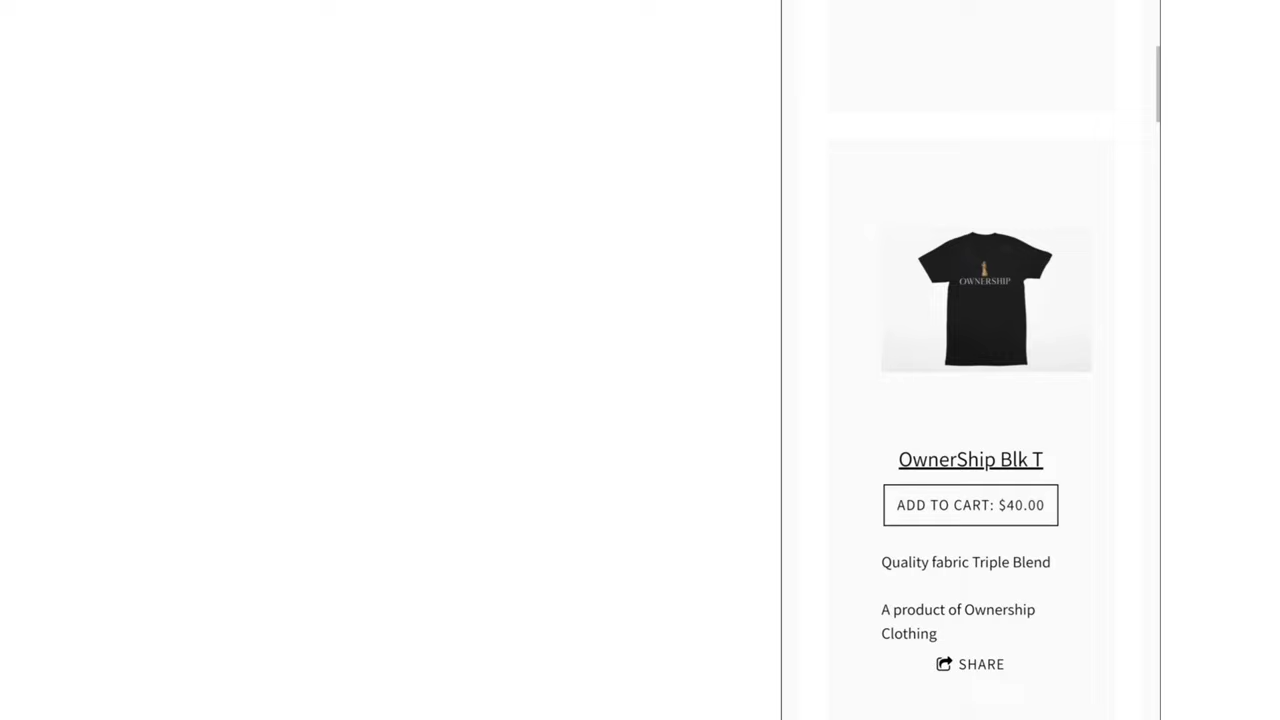 OWNERSHIP
OwnerShip Blk T
ADD TO CART: $40.00
Quality fabric Triple Blend
A product of Ownership
Clothing
SHARE